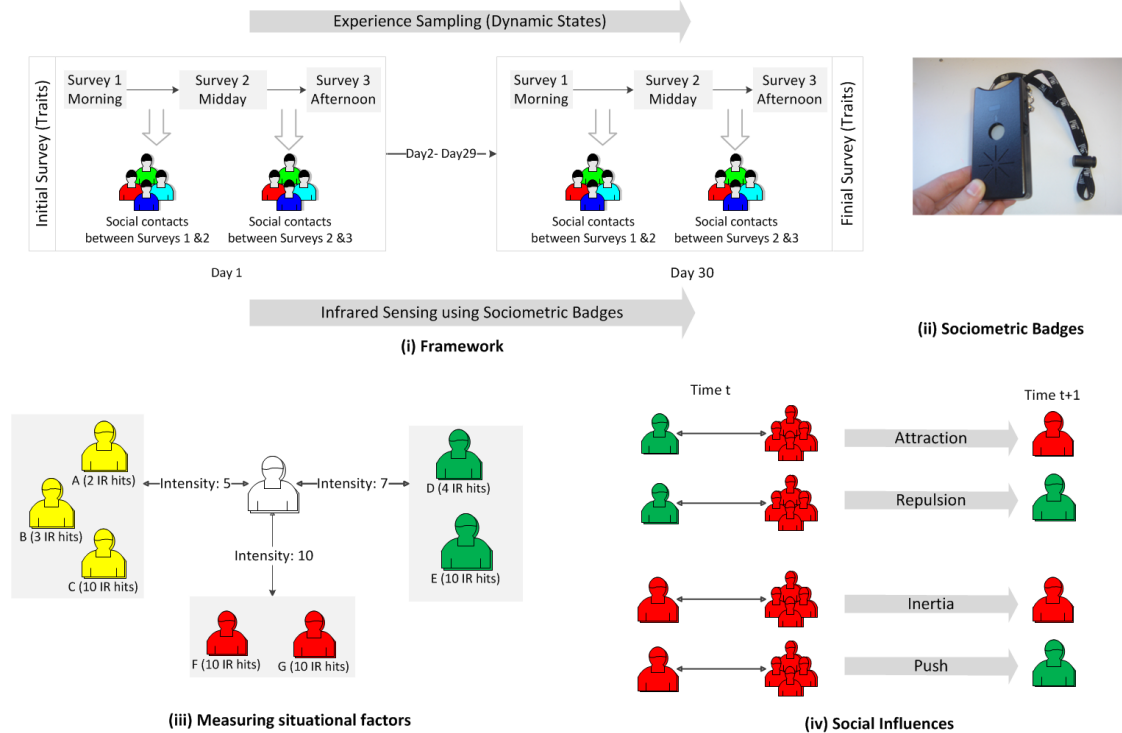 Experience Sampling (Dynamic States)
Initial Survey (Traits)
Survey 1
Morning
Survey 2
Midday
Survey 3
Afternoon
Social contacts
between Surveys 1 &2
Social contacts
between Surveys 2 &3
Day 1
Day2- Day29
Survey 1
Morning
Survey 2
Midday
Survey 3
Afternoon
Social contacts
between Surveys 1 &2
Social contacts
between Surveys 2 &3
Day 30
Finial Survey (Traits)
Infrared Sensing using Sociometric Badges
(i) Framework
(ii) Sociometric Badges
A (2 IR hits)
B (3 IR hits)
C (10 IR hits)
Intensity: 5
Intensity: 7
Intensity: 10
D (4 IR hits)
E (10 IR hits)
F (10 IR hits)
G (10 IR hits)
(iii) Measuring situational factors
Time t
Time t+1
Attraction
Repulsion
Inertia
Push
(iv) Social Influences